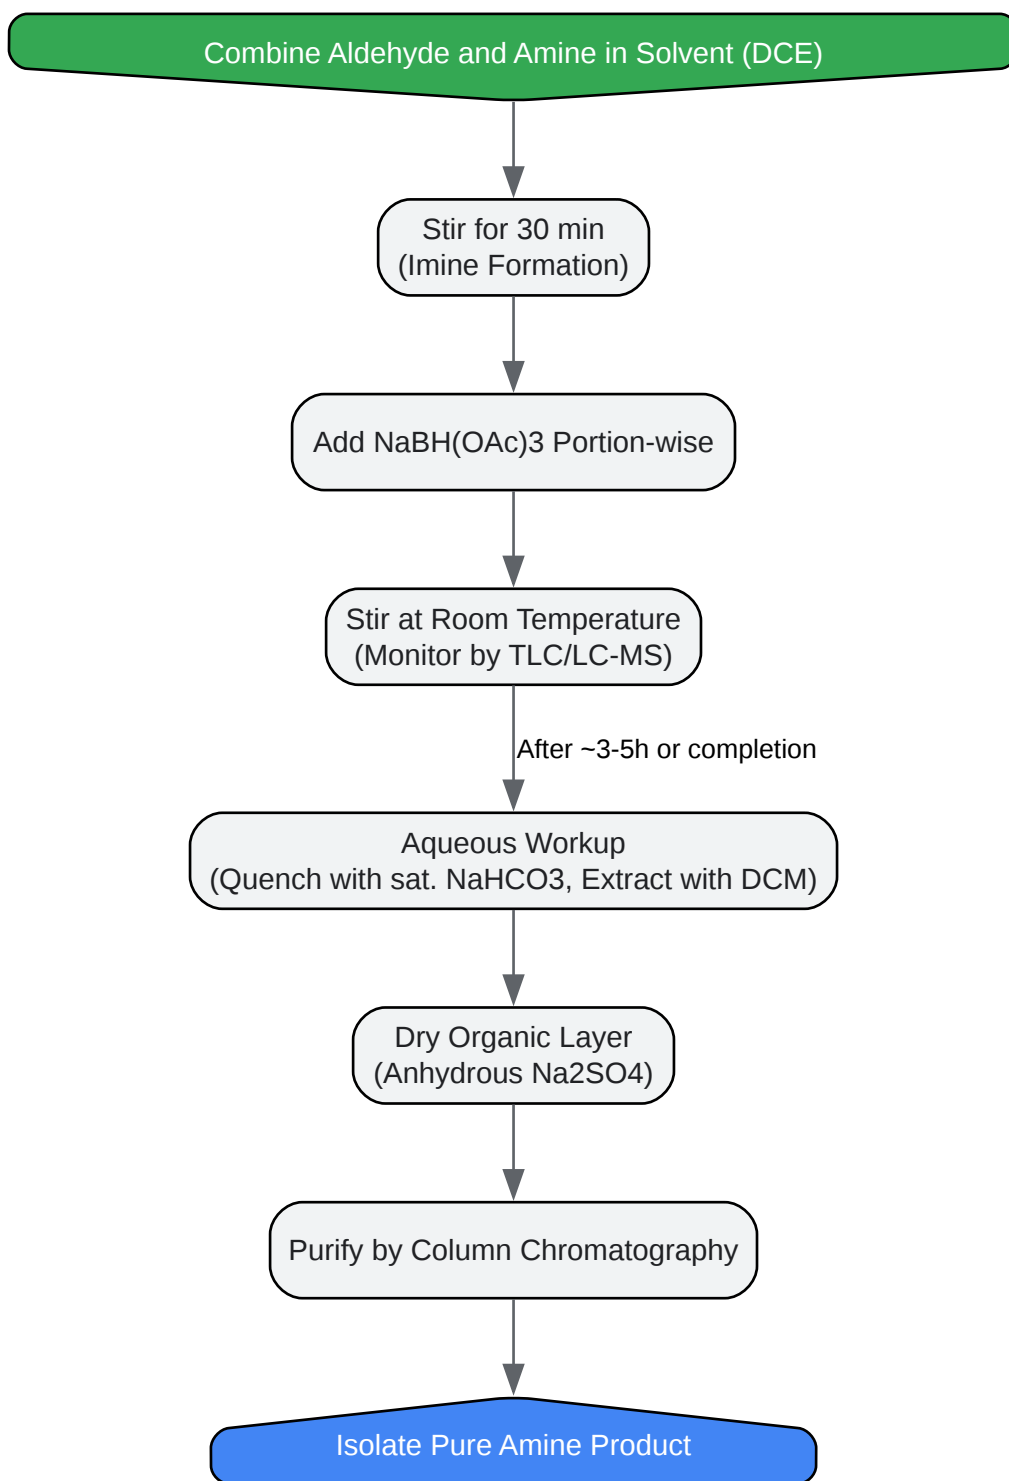 Combine Aldehyde and Amine in Solvent (DCE)
Stir for 30 min
(Imine Formation)
Add NaBH(OAc)3 Portion-wise
Stir at Room Temperature
(Monitor by TLC/LC-MS)
After ~3-5h or completion
Aqueous Workup
(Quench with sat. NaHCO3, Extract with DCM)
Dry Organic Layer
(Anhydrous Na2SO4)
Purify by Column Chromatography
Isolate Pure Amine Product